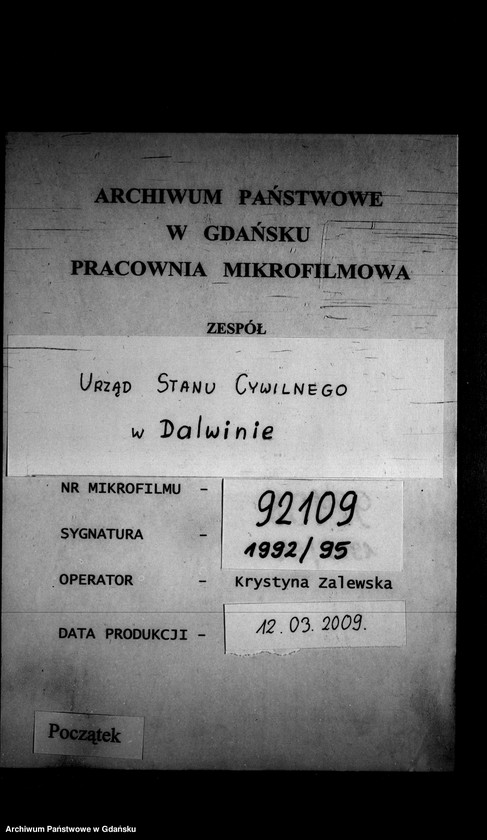 ARCHIWUM PAŃSTWOWE
W GDAŃSKU
PRACOWNIA MIKROFILMOWA
ZESPÓŁ
Urząd Stanu Cywilnego
w Dalwinie
NR MIKROFILMU - 92109
SYGNATURA - 1992/95
OPERATOR - Krystyna Zalewska
DATA PRODUKCJI - 12.03.2009.
Początek
Archiwum Państwowe w Gdańsku